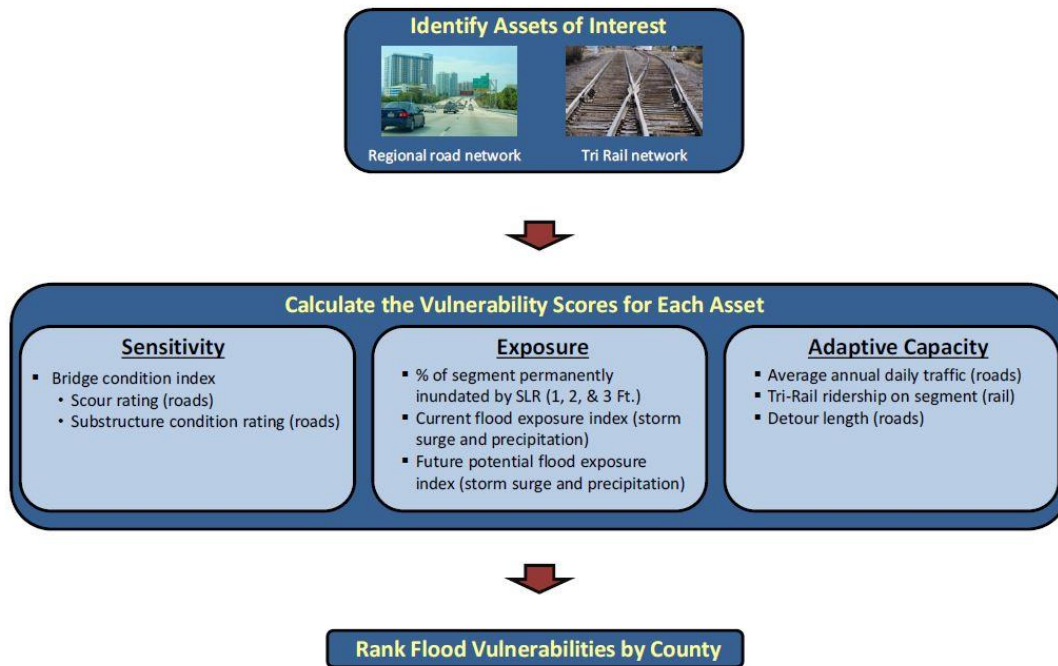 Identify Assets of Interest
Regional road network
Tri Rail network
Calculate the Vulnerability Scores for Each Asset
Sensitivity
▪ Bridge condition index
• Scour rating (roads)
• Substructure condition rating (roads)
Exposure
▪ % of segment permanently
inundated by SLR (1, 2, & 3 Ft.)
▪ Current flood exposure index (storm
surge and precipitation)
▪ Future potential flood exposure
index (storm surge and precipitation)
Adaptive Capacity
▪ Average annual daily traffic (roads)
▪ Tri-Rail ridership on segment (rail)
▪ Detour length (roads)
Rank Flood Vulnerabilities by County